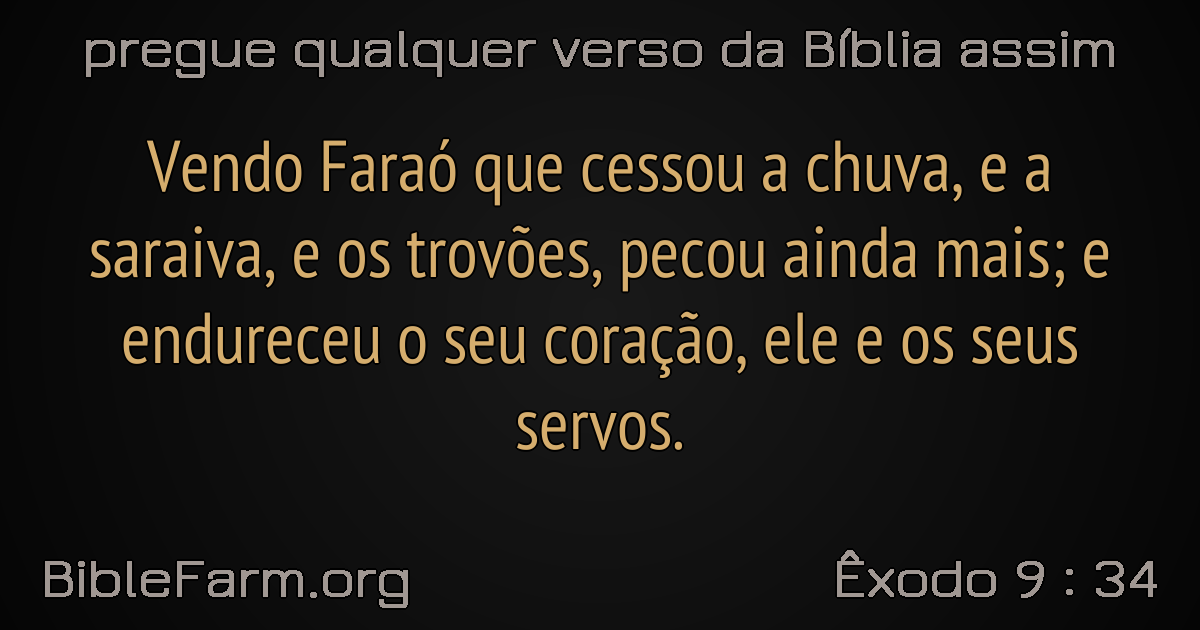 pregue qualquer verso da Bíblia assim
Vendo Faraó que cessou a chuva, e a
saraiva, e os trovões, pecou ainda mais; e
endureceu o seu coração, ele e os seus
servos.
BibleFarm.org
Êxodo 9 : 34